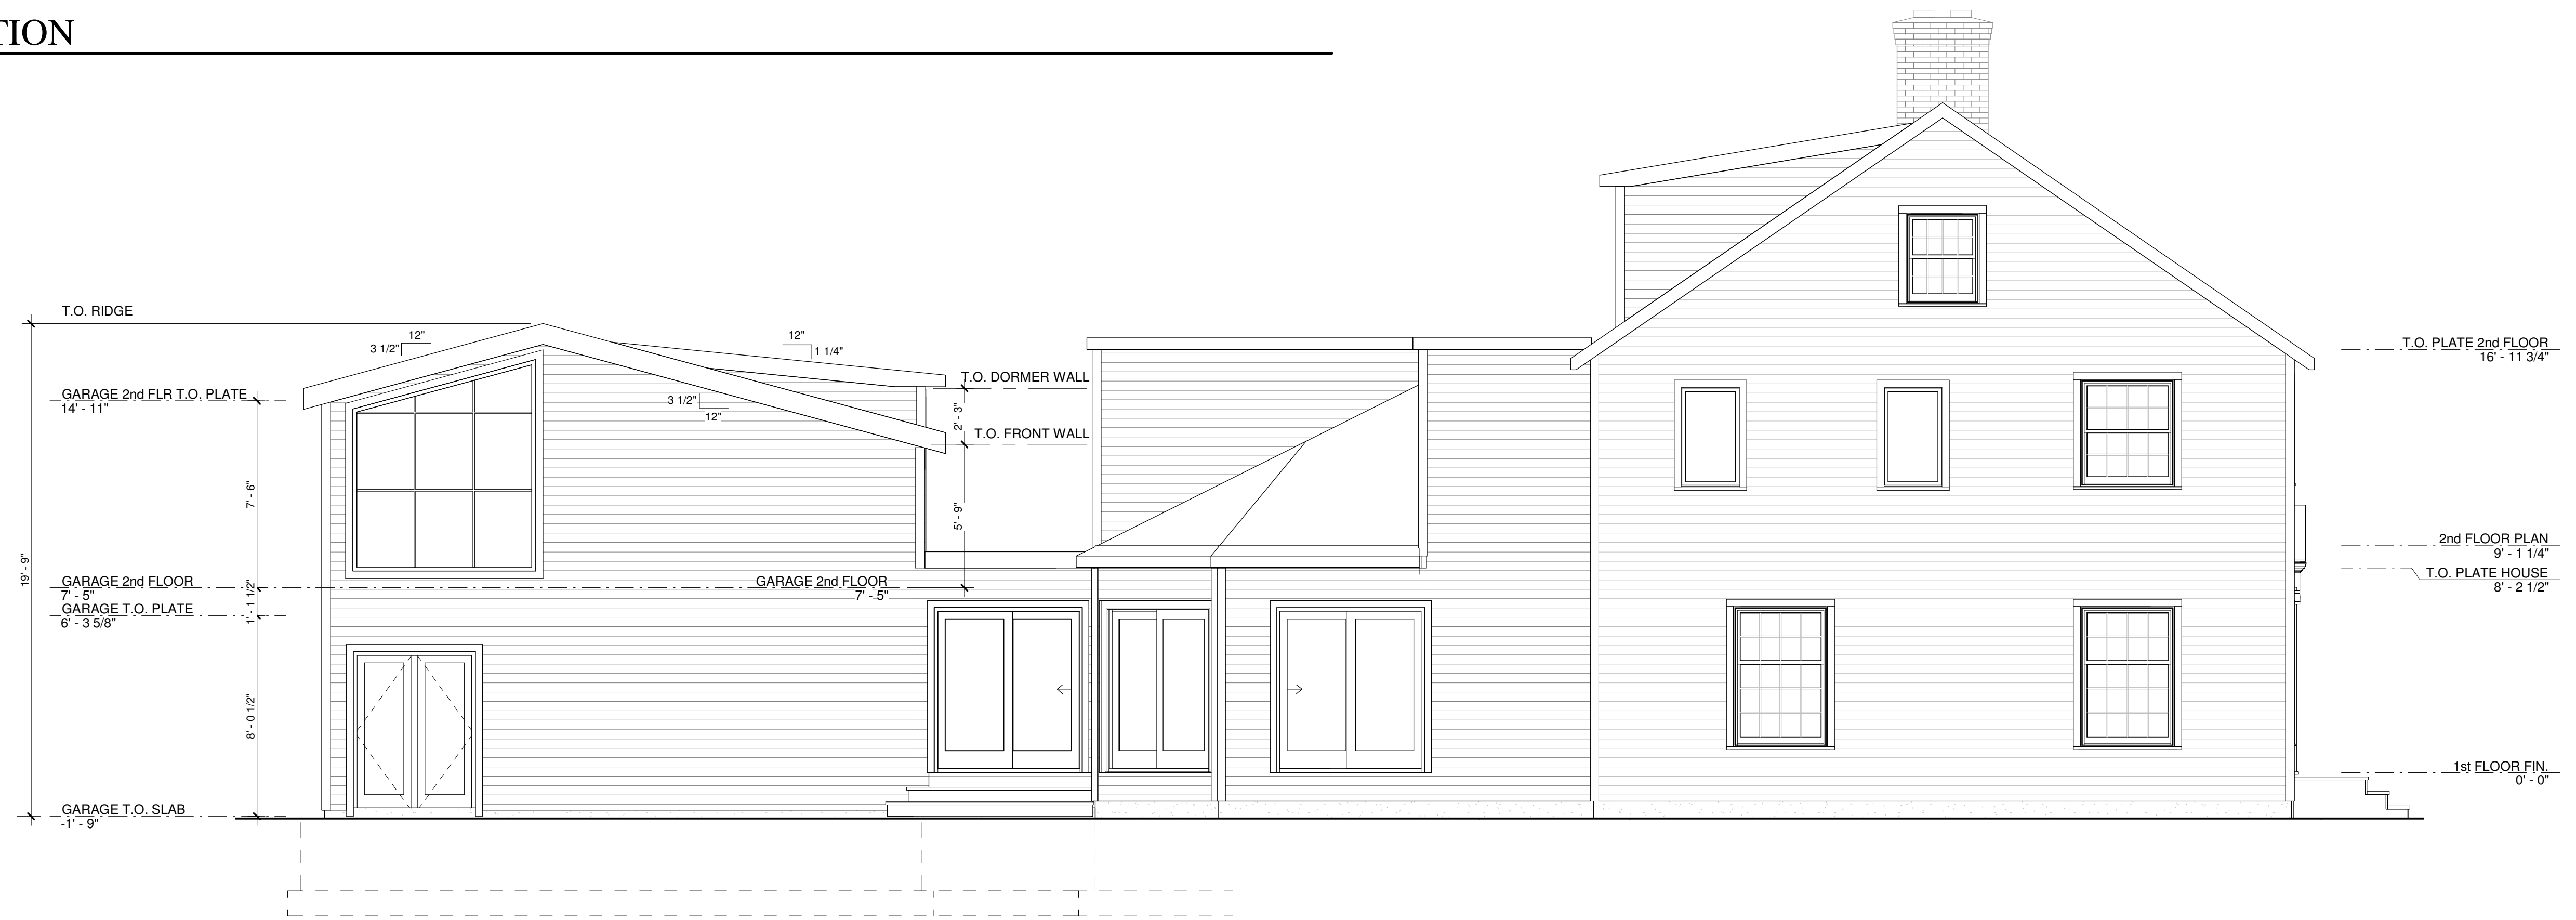 TION
T.O. RIDGE
12"
3 1/2"
12"
1 1/4"
T.O. PLATE 2nd FLOOR
16' - 11 3/4"
T.O. DORMER WALL
GARAGE 2nd FLR T.O. PLATE
14' - 11"
3 1/2"
12"
2' - 3"
T.O. FRONT WALL
7' - 6"
5' - 9"
2nd FLOOR PLAN
9' - 1 1/4"
T.O. PLATE HOUSE
8' - 2 1/2"
19' - 9"
GARAGE 2nd FLOOR
7' - 5"
GARAGE 2nd FLOOR
7' - 5"
1' - 1 1/2"
GARAGE T.O. PLATE
6' - 3 5/8"
8' - 0 1/2"
1st FLOOR FIN.
0' - 0"
GARAGE T.O. SLAB
-1' - 9"